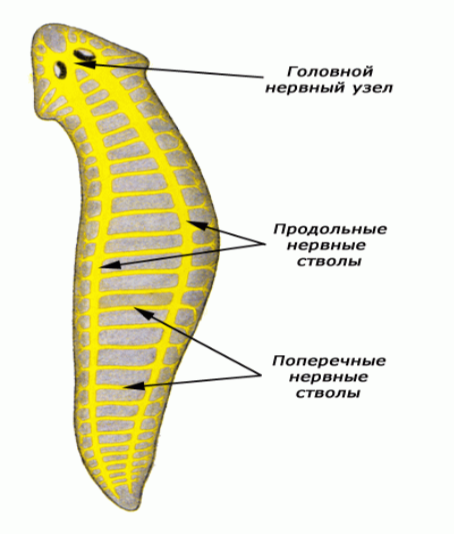 Головной
нервный узел
Продольные
нервные
стволы
Поперечные
нервные
стволы